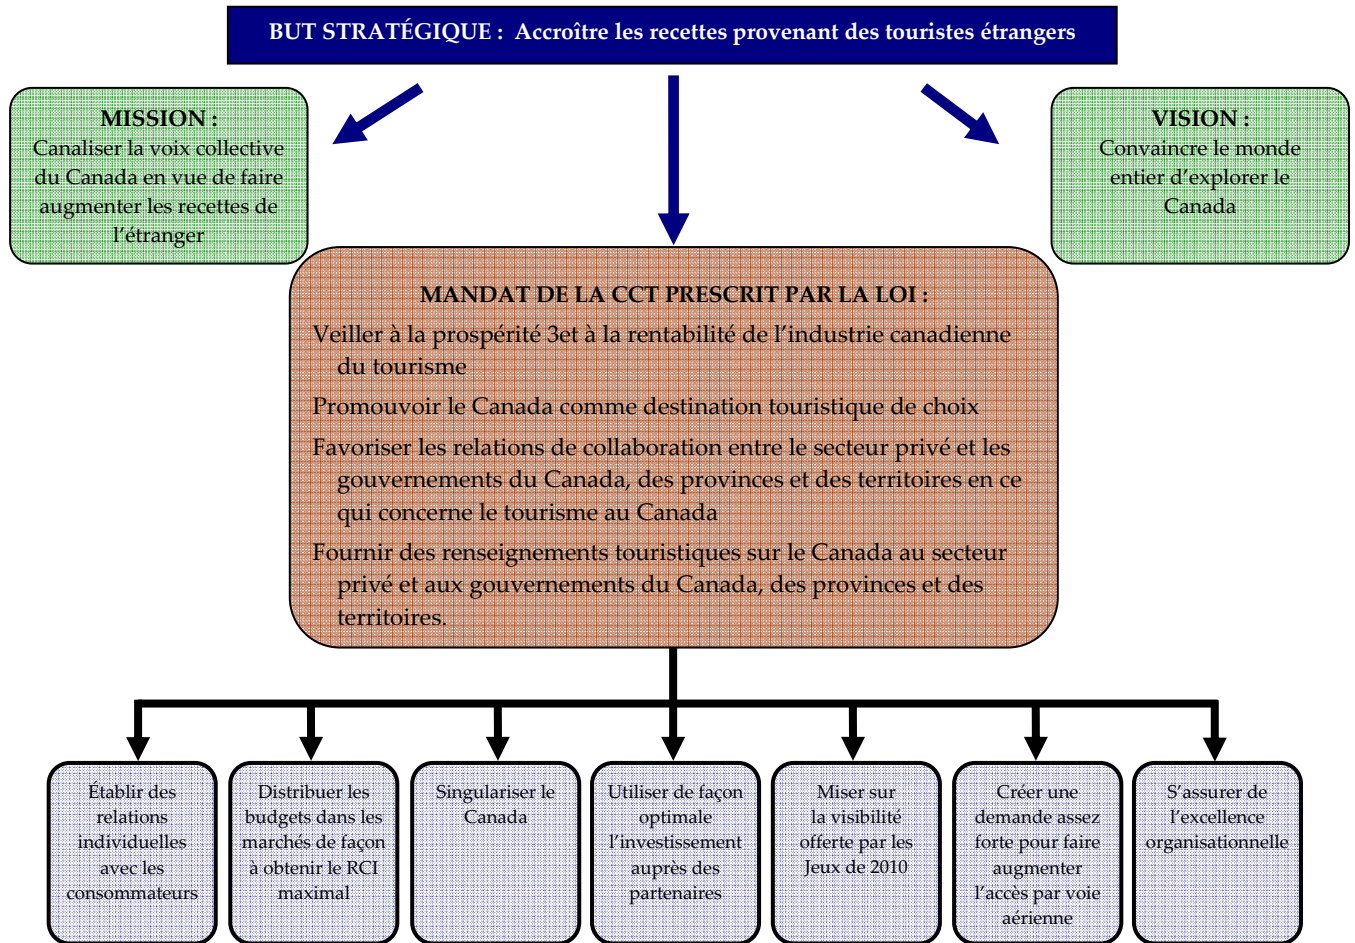 BUT STRATÉGIQUE : Accroître les recettes provenant des touristes étrangers
MISSION :
Canaliser la voix collective
du Canada en vue de faire
augmenter les recettes de
l’étranger
VISION :
Convaincre le monde
entier d’explorer le
Canada
MANDAT DE LA CCT PRESCRIT PAR LA LOI :
Veiller à la prospérité 3et à la rentabilité de l’industrie canadienne
du tourisme
Promouvoir le Canada comme destination touristique de choix
Favoriser les relations de collaboration entre le secteur privé et les
gouvernements du Canada, des provinces et des territoires en ce
qui concerne le tourisme au Canada
Fournir des renseignements touristiques sur le Canada au secteur
privé et aux gouvernements du Canada, des provinces et des
territoires.
Établir des
relations
individuelles
avec les
consommateurs
Distribuer les
budgets dans les
marchés de façon
à obtenir le RCI
maximal
Singulariser le
Canada
Utiliser de façon
optimale
l’investissement
auprès des
partenaires
Miser sur
la visibilité
offerte par les
Jeux de 2010
Créer une
demande assez
forte pour faire
augmenter
l’accès par voie
aérienne
S’assurer de
l’excellence
organisationnelle